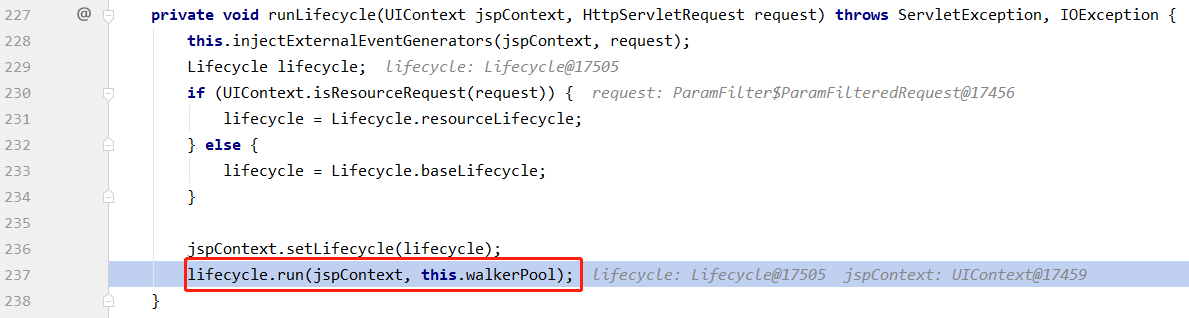 227 @ private void runLifecycle(UIContext jspContext, HttpServletRequest request) throws ServletException, IOException {
228 this.injectExternalEventGenerators(jspContext, request);
229 Lifecycle lifecycle; lifecycle: Lifecycle@17505
230 if (UIContext.isResourceRequest(request)) { request: ParamFilter$ParamFilteredRequest@17456
231 lifecycle = Lifecycle.resourceLifecycle;
232 } else {
233 lifecycle = Lifecycle.baseLifecycle;
234 }
235
236 jspContext.setLifecycle(lifecycle);
237 lifecycle.run(jspContext, this.walkerPool); lifecycle: Lifecycle@17505 jspContext: UIContext@17459
238 }